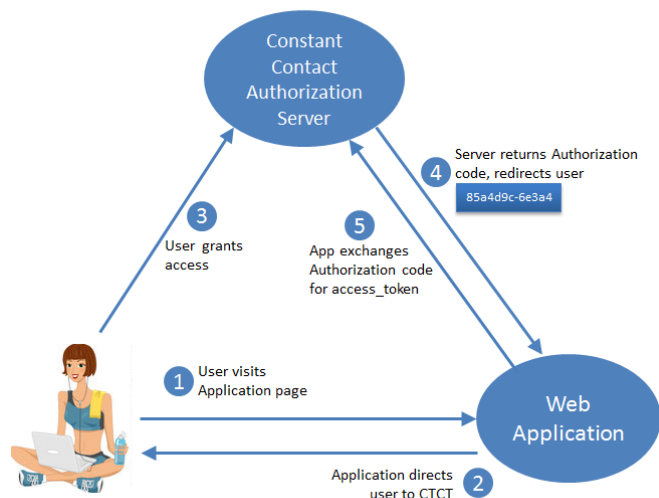 Constant
Contact
Authorization
Server
4
Server returns Authorization
code, redirects user
85a4d9c-6e3a4
3
User grants
access
5
App exchanges
Authorization code
for access_token
1
User visits
Application page
Web
Application
Application directs
user to CTCT
2